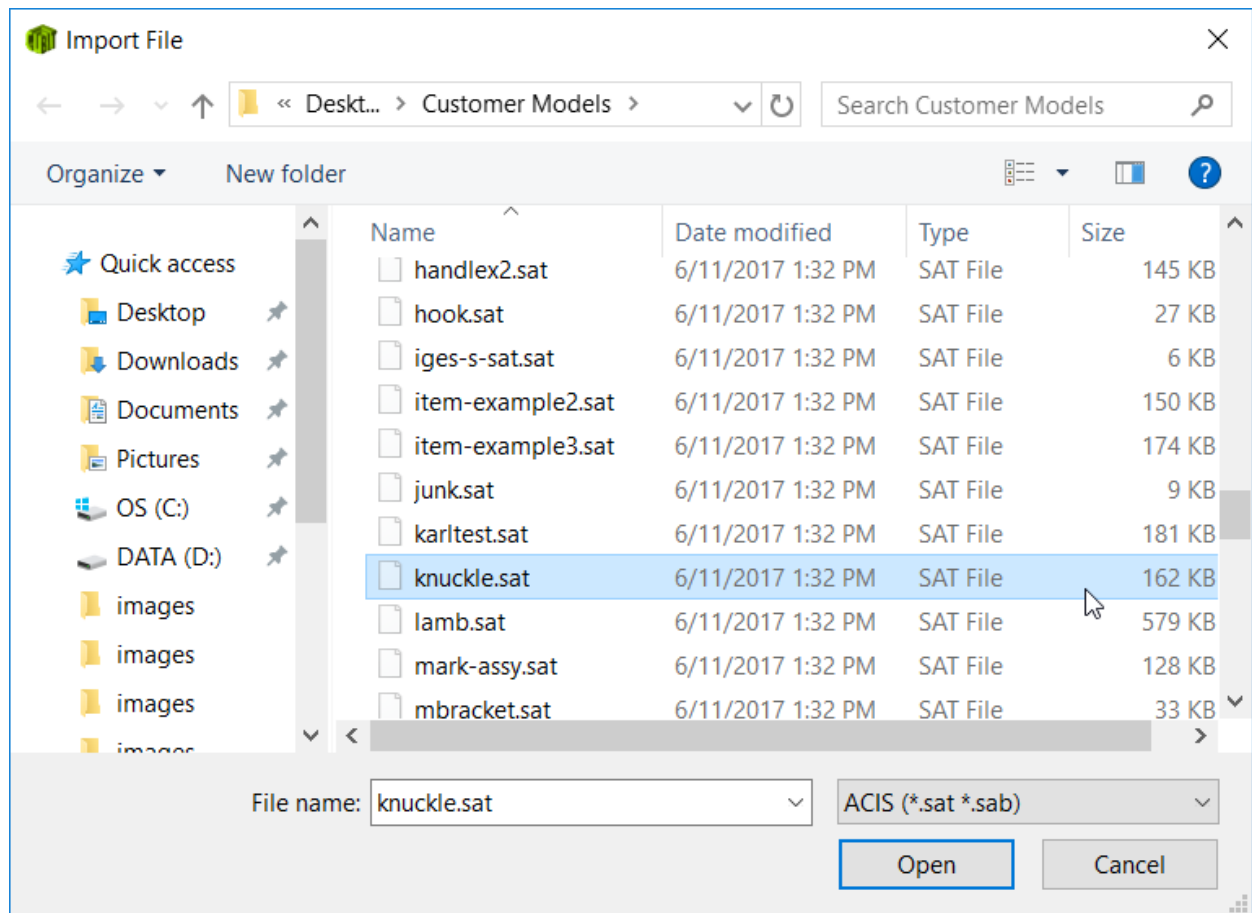 Import File
« Deskt... > Customer Models >
Search Customer Models
Organize
New folder
Name
Date modified
Type
Size
Quick access
Desktop
Downloads
Documents
Pictures
OS (C:)
DATA (D:)
images
images
images
images
handlex2.sat 6/11/2017 1:32 PM SAT File 145 KB
hook.sat 6/11/2017 1:32 PM SAT File 27 KB
iges-s-sat.sat 6/11/2017 1:32 PM SAT File 6 KB
item-example2.sat 6/11/2017 1:32 PM SAT File 150 KB
item-example3.sat 6/11/2017 1:32 PM SAT File 174 KB
junk.sat 6/11/2017 1:32 PM SAT File 9 KB
karltest.sat 6/11/2017 1:32 PM SAT File 181 KB
knuckle.sat 6/11/2017 1:32 PM SAT File 162 KB
lamb.sat 6/11/2017 1:32 PM SAT File 579 KB
mark-assy.sat 6/11/2017 1:32 PM SAT File 128 KB
mbracket.sat 6/11/2017 1:32 PM SAT File 33 KB
File name: knuckle.sat
ACIS (*.sat *.sab)
Open
Cancel